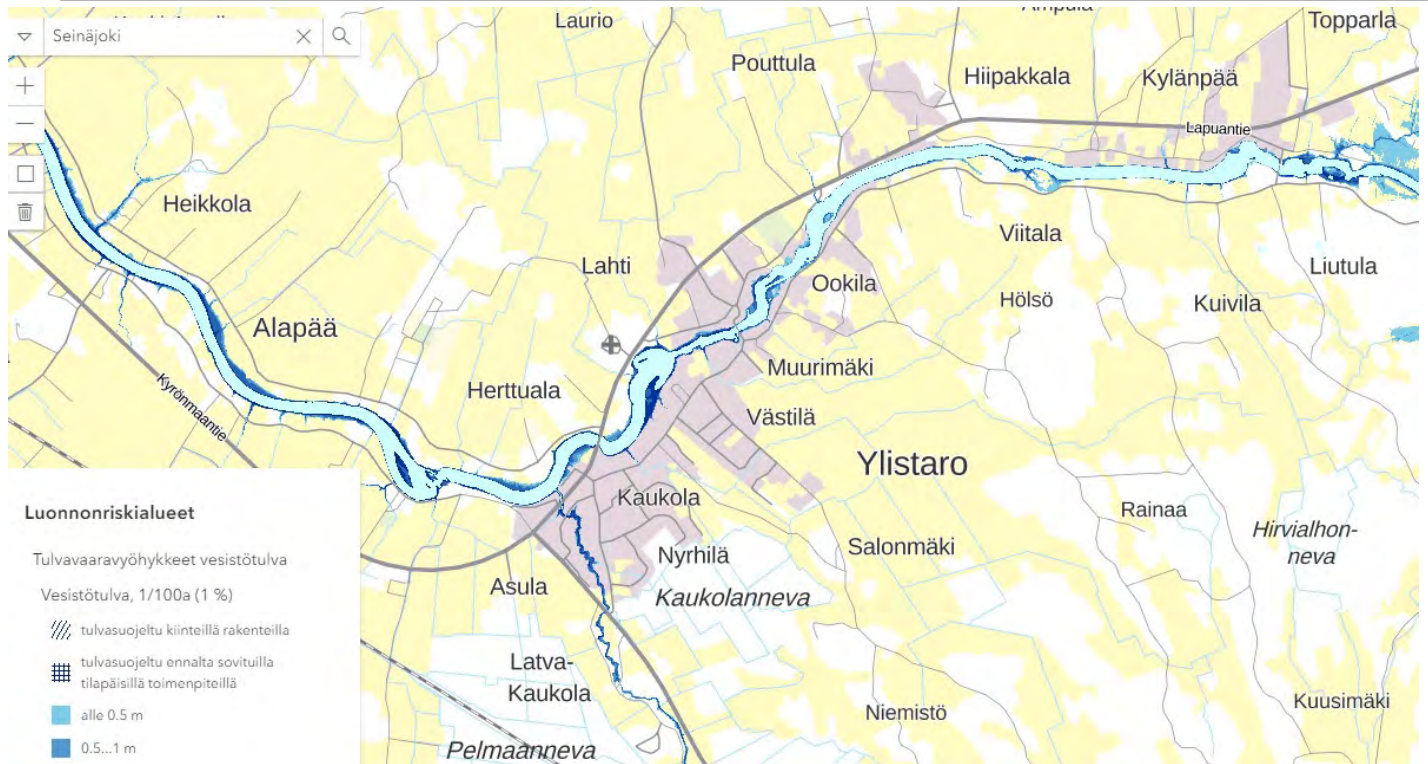 Laurio
Topparla
Seinäjoki
Pouttula
Hiipakkala
Kylänpää
Lapuantie
Heikkola
Viitala
Lahti
Ookila
Liutula
Hölsö
Kuivila
Alapää
Muurimäki
Herttuala
Kyrönmaantie
Västilä
Ylistaro
Kaukola
Rainaa
Hirvialhon-
neva
Nyrhilä
Salonmäki
Asula
Kaukolanneva
Latva-
Kaukola
Niemistö
Kuusimäki
Pelmaanneva
Luonnonriskialueet
Tulvavaaravyöhykkeet vesistötulva
Vesistötulva, 1/100a (1 %)
tulvasuojeltu kiinteillä rakenteilla
tulvasuojeltu ennalta sovituilla
tilapäisillä toimenpiteillä
alle 0.5 m
0.5...1 m